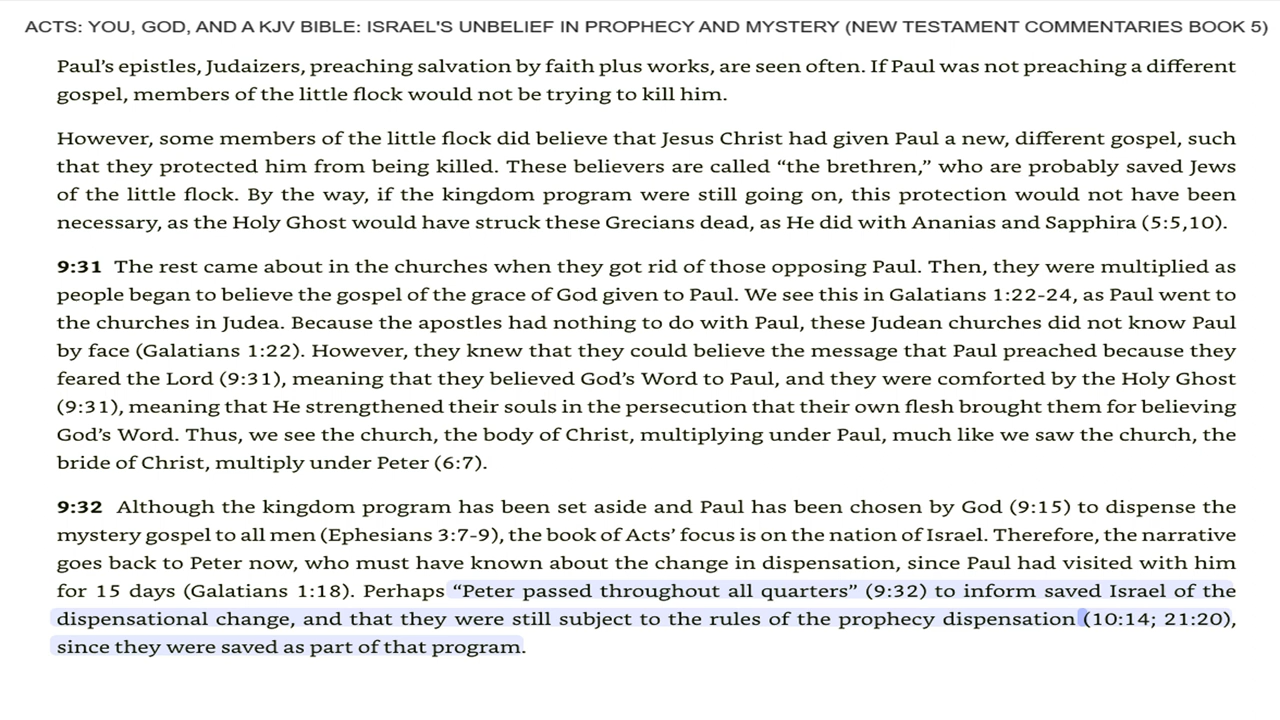 ACTS: YOU, GOD, AND A KJV BIBLE: ISRAEL'S UNBELIEF IN PROPHECY AND MYSTERY (NEW TESTAMENT COMMENTARIES BOOK 5)
Paul’s epistles, Judaizers, preaching salvation by faith plus works, are seen often. If Paul was not preaching a different
gospel, members of the little flock would not be trying to kill him.
However, some members of the little flock did believe that Jesus Christ had given Paul a new, different gospel, such
that they protected him from being killed. These believers are called “the brethren,” who are probably saved Jews
of the little flock. By the way, if the kingdom program were still going on, this protection would not have been
necessary, as the Holy Ghost would have struck these Grecians dead, as He did with Ananias and Sapphira (5:5,10).
9:31 The rest came about in the churches when they got rid of those opposing Paul. Then, they were multiplied as
people began to believe the gospel of the grace of God given to Paul. We see this in Galatians 1:22-24, as Paul went to
the churches in Judea. Because the apostles had nothing to do with Paul, these Judean churches did not know Paul
by face (Galatians 1:22). However, they knew that they could believe the message that Paul preached because they
feared the Lord (9:31), meaning that they believed God’s Word to Paul, and they were comforted by the Holy Ghost
(9:31), meaning that He strengthened their souls in the persecution that their own flesh brought them for believing
God’s Word. Thus, we see the church, the body of Christ, multiplying under Paul, much like we saw the church, the
bride of Christ, multiply under Peter (6:7).
9:32 Although the kingdom program has been set aside and Paul has been chosen by God (9:15) to dispense the
mystery gospel to all men (Ephesians 3:7-9), the book of Acts’ focus is on the nation of Israel. Therefore, the narrative
goes back to Peter now, who must have known about the change in dispensation, since Paul had visited with him
for 15 days (Galatians 1:18). Perhaps “Peter passed throughout all quarters” (9:32) to inform saved Israel of the
dispensational change, and that they were still subject to the rules of the prophecy dispensation (10:14; 21:20),
since they were saved as part of that program.